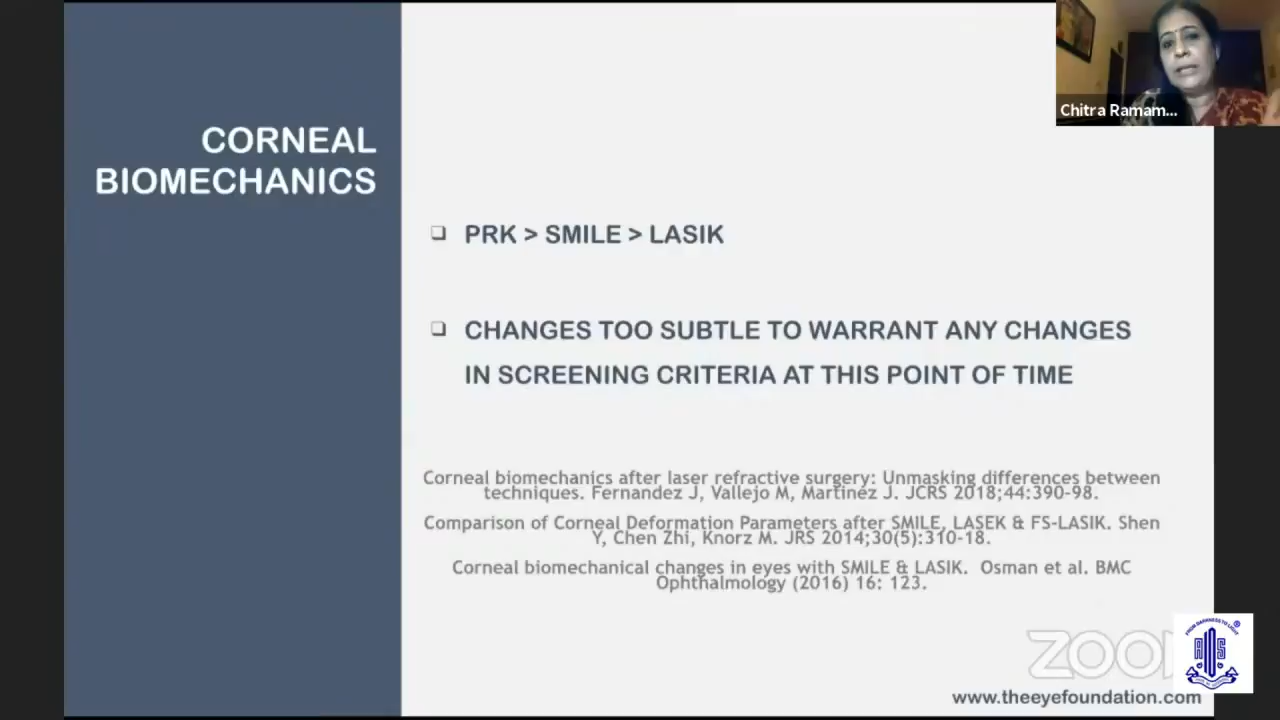 CORNEAL
BIOMECHANICS
Chitra Ramam...
❑ PRK > SMILE > LASIK
❑ CHANGES TOO SUBTLE TO WARRANT ANY CHANGES
IN SCREENING CRITERIA AT THIS POINT OF TIME
Corneal biomechanics after laser refractive surgery: Unmasking differences between
techniques. Fernandez J, Vallejo M, Martinez J. JCRS 2018;44:390-98.
Comparison of Corneal Deformation Parameters after SMILE, LASEK & FS-LASIK. Shen
Y, Chen Zhi, Knorz M. JRS 2014;30(5):310-18.
Corneal biomechanical changes in eyes with SMILE & LASIK. Osman et al. BMC
Ophthalmology (2016) 16: 123.
FROM DARKNESS TO LIGHT
www.theeyefoundation.com